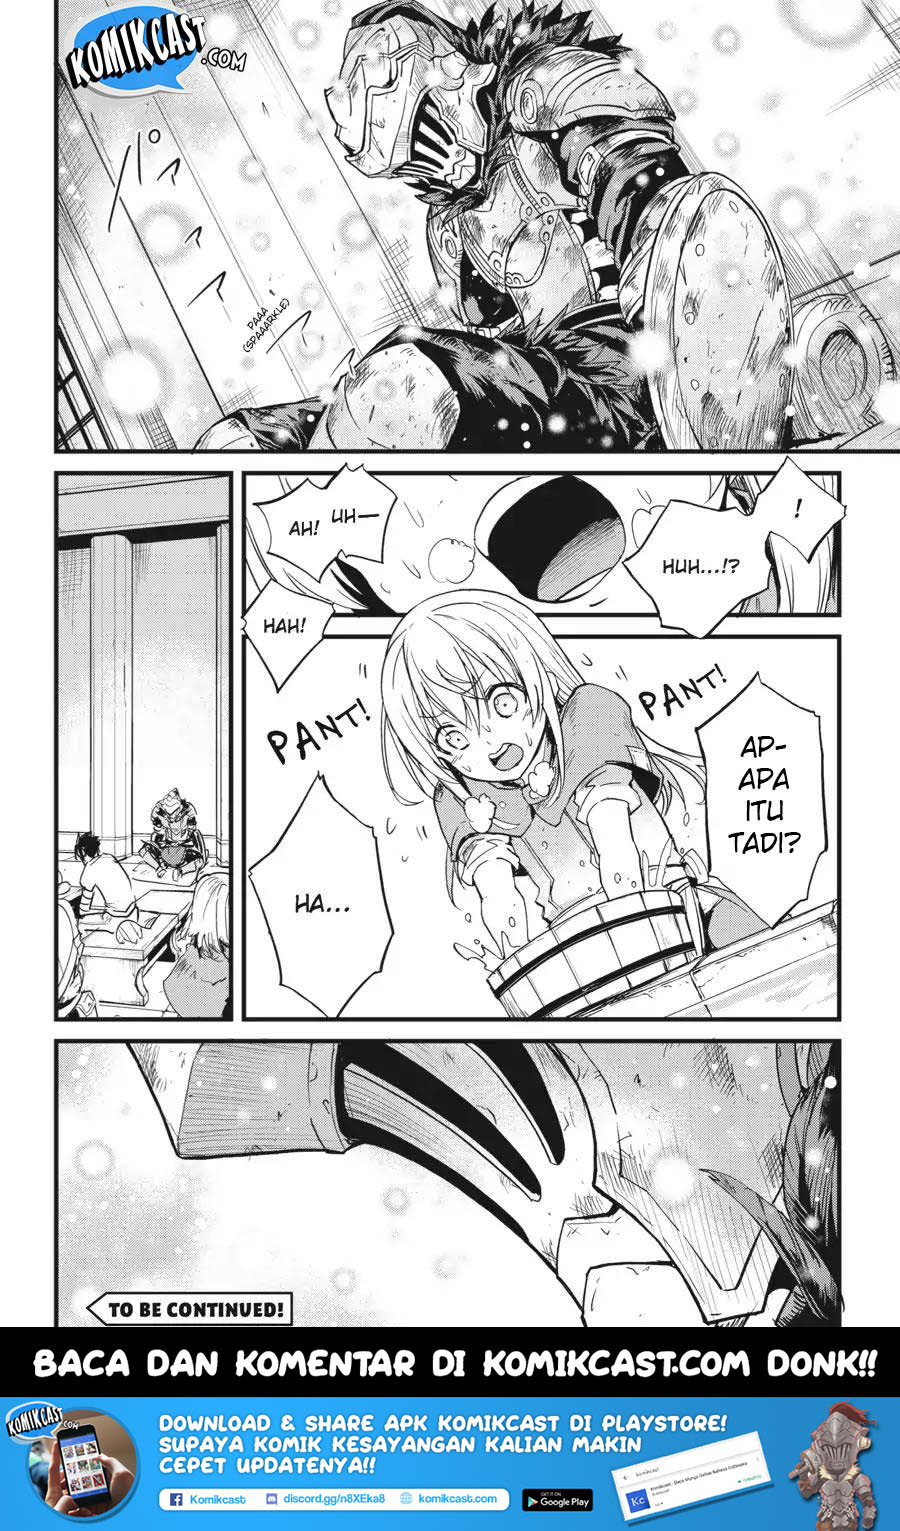 KOMIKCAST
.COM
パァァ
PAAA
(SPAAARKLE)
!
HUH...!?
UH—
AH!
HAH!
PANT!
PANT!
AP-
APA
ITU
TADI?
HA...
TO BE CONTINUED!
BACA DAN KOMENTAR DI KOMIKCAST.COM DONK!!
KOMIKCAST
.COM
DOWNLOAD & SHARE APK KOMIKCAST DI PLAYSTORE!
SUPAYA KOMIK KESAYANGAN KALIAN MAKIN
CEPET UPDATENYA!!
Komikcast
discord.gg/n8XEka8
komikcast.com
GET IT ON
Google Play
komikcast
Kc